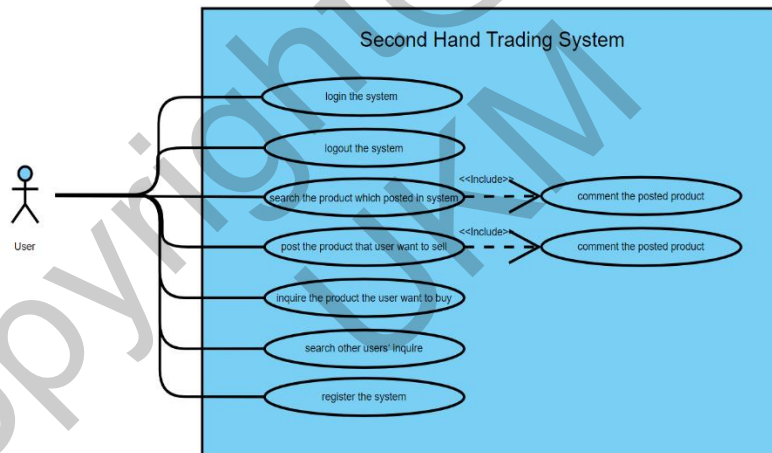 Second Hand Trading System
login the system
logout the system
<<Include>>
search the product which posted in system
comment the posted product
<<Include>>
post the product that user want to sell
comment the posted product
User
inquire the product the user want to buy
search other users' inquire
register the system
UKM